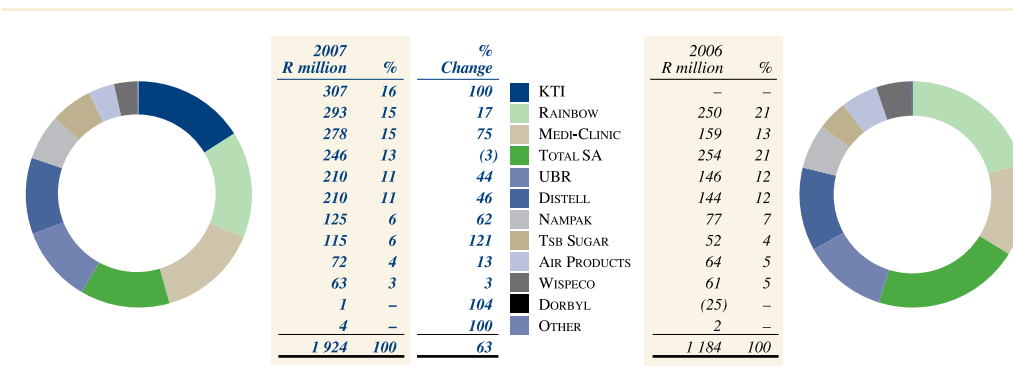 2007 % 2006
R million % Change R million %
307 16 100 KTI – –
293 15 17 RAINBOW 250 21
278 15 75 MEDI-CLINIC 159 13
246 13 (3) TOTAL SA 254 21
210 11 44 UBR 146 12
210 11 46 DISTELL 144 12
125 6 62 NAMPAK 77 7
115 6 121 TSB SUGAR 52 4
72 4 13 AIR PRODUCTS 64 5
63 3 3 WISPECO 61 5
1 – 104 DORBYL (25) –
4 – 100 OTHER 2 –
1 924 100 63 1 184 100